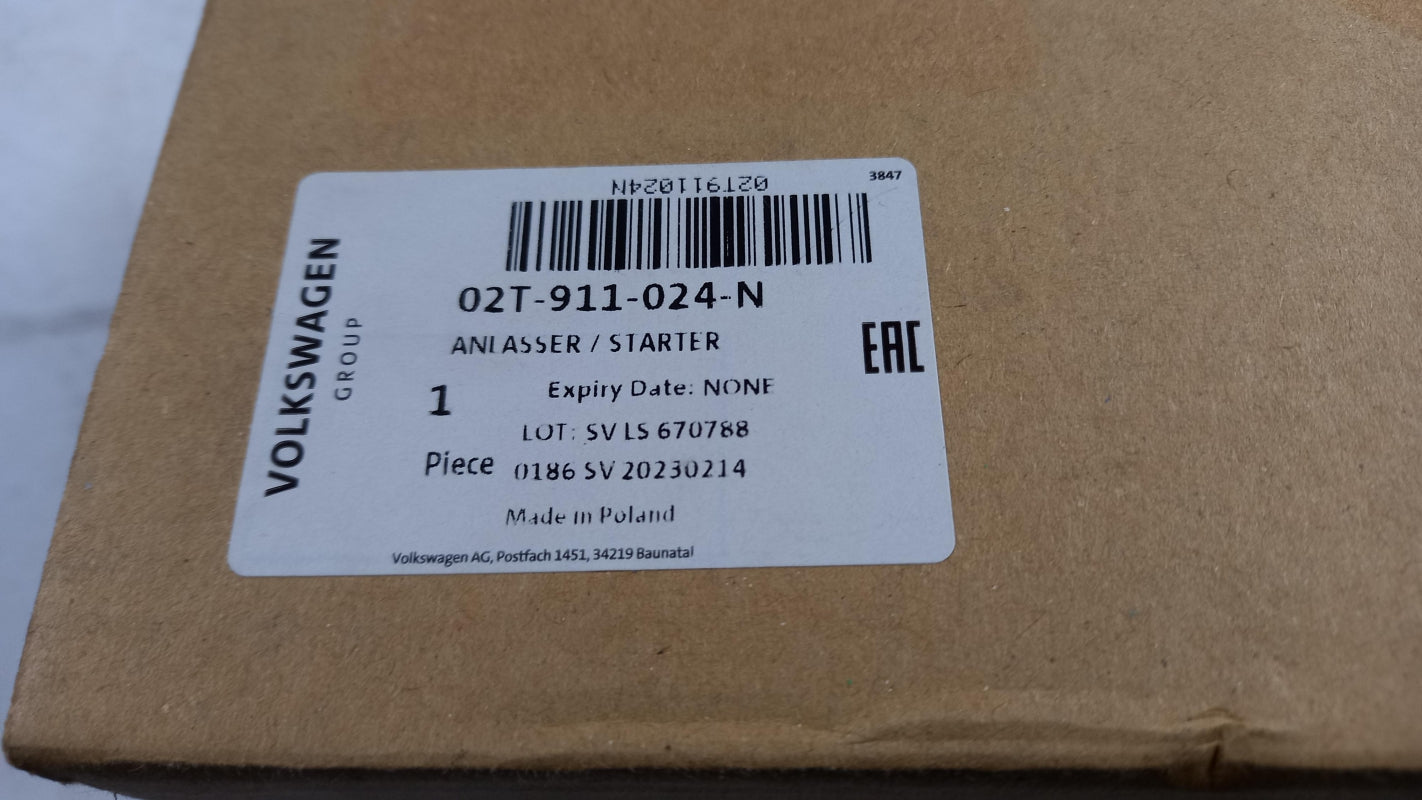 02T911024N
3847
VOLKSWAGEN
GROUP
02T-911-024-N
ANLASSER / STARTER
EAC
1
Expiry Date: NONE
LOT: SV LS 670788
Piece
0186 SV 20230214
Made in Poland
Volkswagen AG, Postfach 1451, 34219 Baunatal